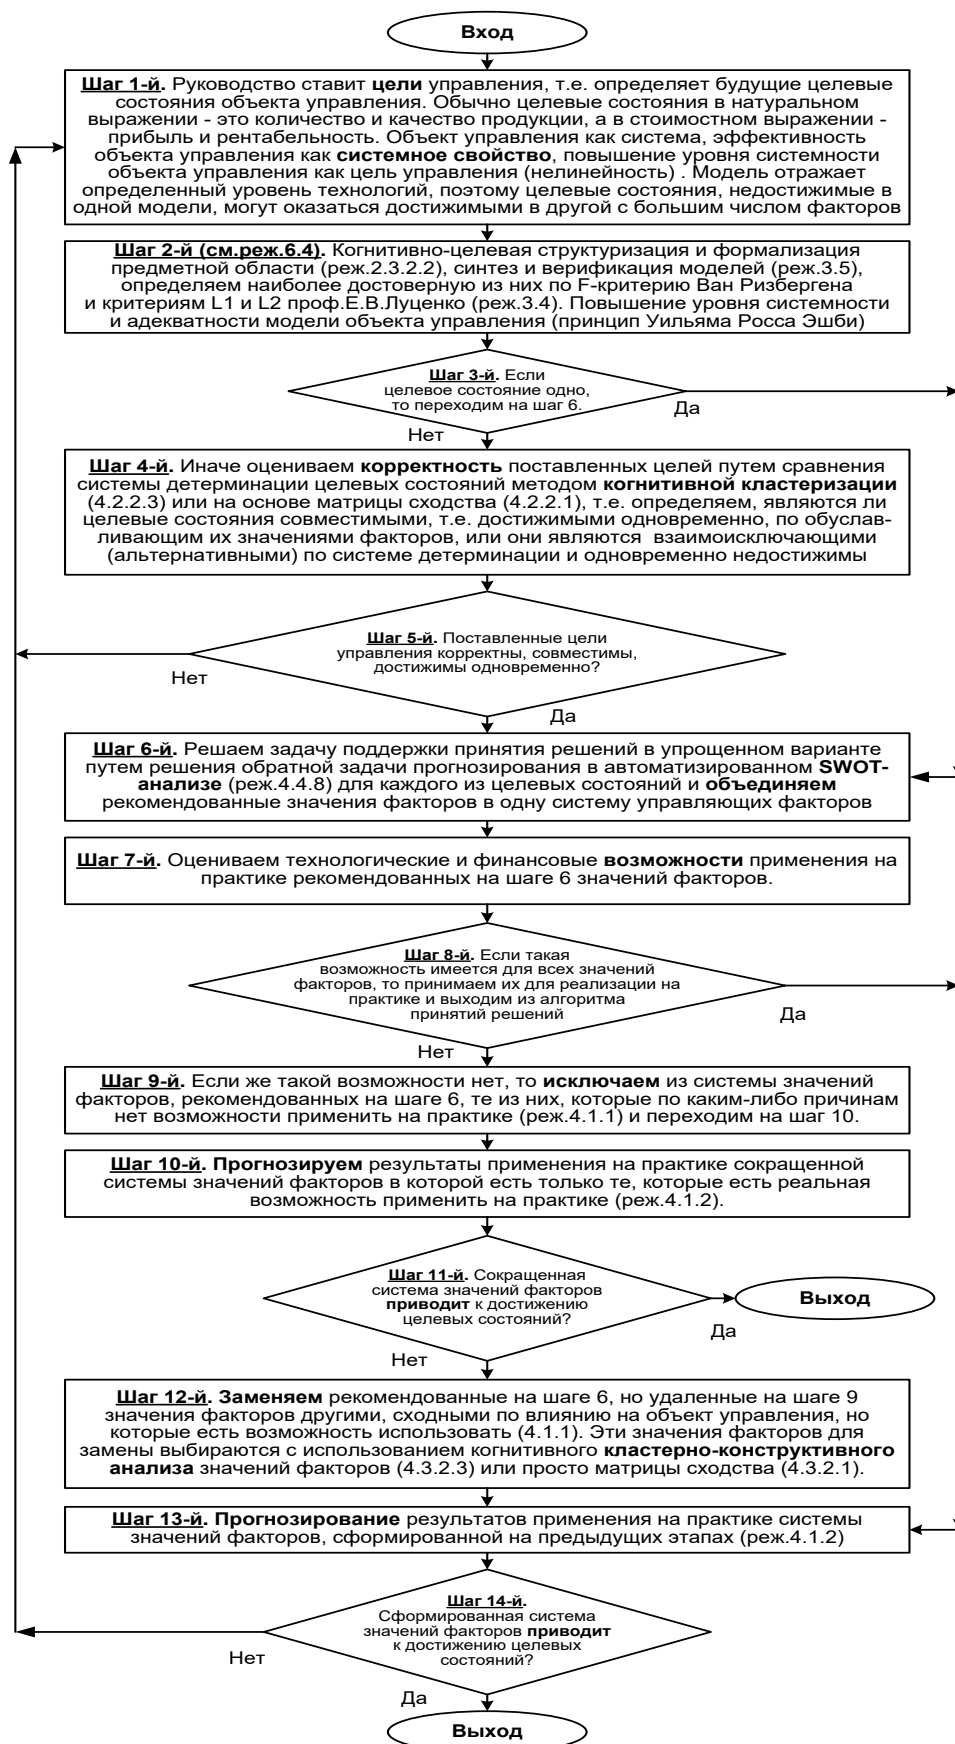 Вход
Шаг 1-й. Руководство ставит цели управления, т.е. определяет будущие целевые
состояния объекта управления. Обычно целевые состояния в натуральном
выражении - это количество и качество продукции, а в стоимостном выражении -
прибыль и рентабельность. Объект управления как система, эффективность
объекта управления как системное свойство, повышение уровня системности
объекта управления как цель управления (нелинейность) . Модель отражает
определенный уровень технологий, поэтому целевые состояния, недостижимые в
одной модели, могут оказаться достижимыми в другой с большим числом факторов
Шаг 2-й (см.реж.6.4). Когнитивно-целевая структуризация и формализация
предметной области (реж.2.3.2.2), синтез и верификация моделей (реж.3.5),
определяем наиболее достоверную из них по F-критерию Ван Ризбергена
и критериям L1 и L2 проф.Е.В.Луценко (реж.3.4). Повышение уровня системности
и адекватности модели объекта управления (принцип Уильяма Росса Эшби)
Шаг 3-й. Если
целевое состояние одно,
то переходим на шаг 6.
Да
Нет
Шаг 4-й. Иначе оцениваем корректность поставленных целей путем сравнения
системы детерминации целевых состояний методом когнитивной кластеризации
(4.2.2.3) или на основе матрицы сходства (4.2.2.1), т.е. определяем, являются ли
целевые состояния совместимыми, т.е. достижимыми одновременно, по обуслав-
ливающим их значениями факторов, или они являются взаимоисключающими
(альтернативными) по системе детерминации и одновременно недостижимы
Шаг 5-й. Поставленные цели
управления корректны, совместимы,
достижимы одновременно?
Нет
Да
Шаг 6-й. Решаем задачу поддержки принятия решений в упрощенном варианте
путем решения обратной задачи прогнозирования в автоматизированном SWOT-
анализе (реж.4.4.8) для каждого из целевых состояний и объединяем
рекомендованные значения факторов в одну систему управляющих факторов
Шаг 7-й. Оцениваем технологические и финансовые возможности применения на
практике рекомендованных на шаге 6 значений факторов.
Шаг 8-й. Если такая
возможность имеется для всех значений
факторов, то принимаем их для реализации на
практике и выходим из алгоритма
принятий решений
Да
Нет
Шаг 9-й. Если же такой возможности нет, то исключаем из системы значений
факторов, рекомендованных на шаге 6, те из них, которые по каким-либо причинам
нет возможности применить на практике (реж.4.1.1) и переходим на шаг 10.
Шаг 10-й. Прогнозируем результаты применения на практике сокращенной
системы значений факторов в которой есть только те, которые есть реальная
возможность применить на практике (реж.4.1.2).
Шаг 11-й. Сокращенная
система значений факторов
приводит к достижению
целевых состояний?
Выход
Да
Нет
Шаг 12-й. Заменяем рекомендованные на шаге 6, но удаленные на шаге 9
значения факторов другими, сходными по влиянию на объект управления, но
которые есть возможность использовать (4.1.1). Эти значения факторов для
замены выбираются с использованием когнитивного кластерно-конструктивного
анализа значений факторов (4.3.2.3) или просто матрицы сходства (4.3.2.1).
Шаг 13-й. Прогнозирование результатов применения на практике системы
значений факторов, сформированной на предыдущих этапах (реж.4.1.2)
Шаг 14-й.
Сформированная система
значений факторов приводит
к достижению целевых
состояний?
Нет
Да
Выход